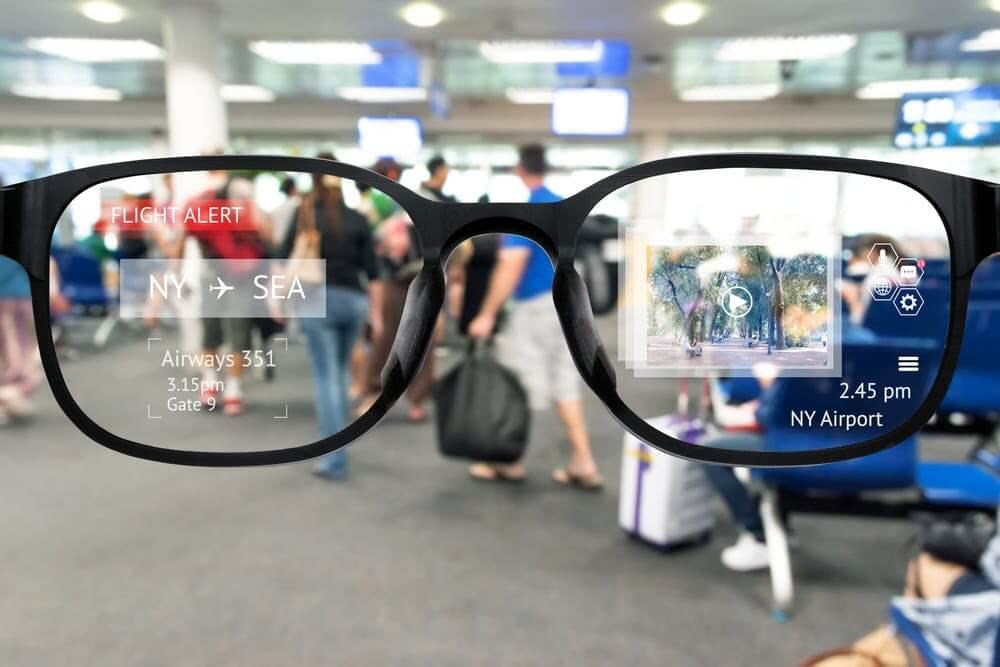 FLIGHT ALERT
NY ✈ SEA
Airways 351
3.15pm
Gate 9
2.45 pm
NY Airport